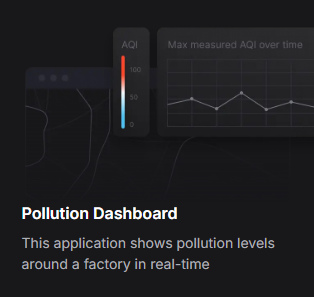 AQI
Max measured AQI over time
100
50
0
Pollution Dashboard
This application shows pollution levels
around a factory in real-time